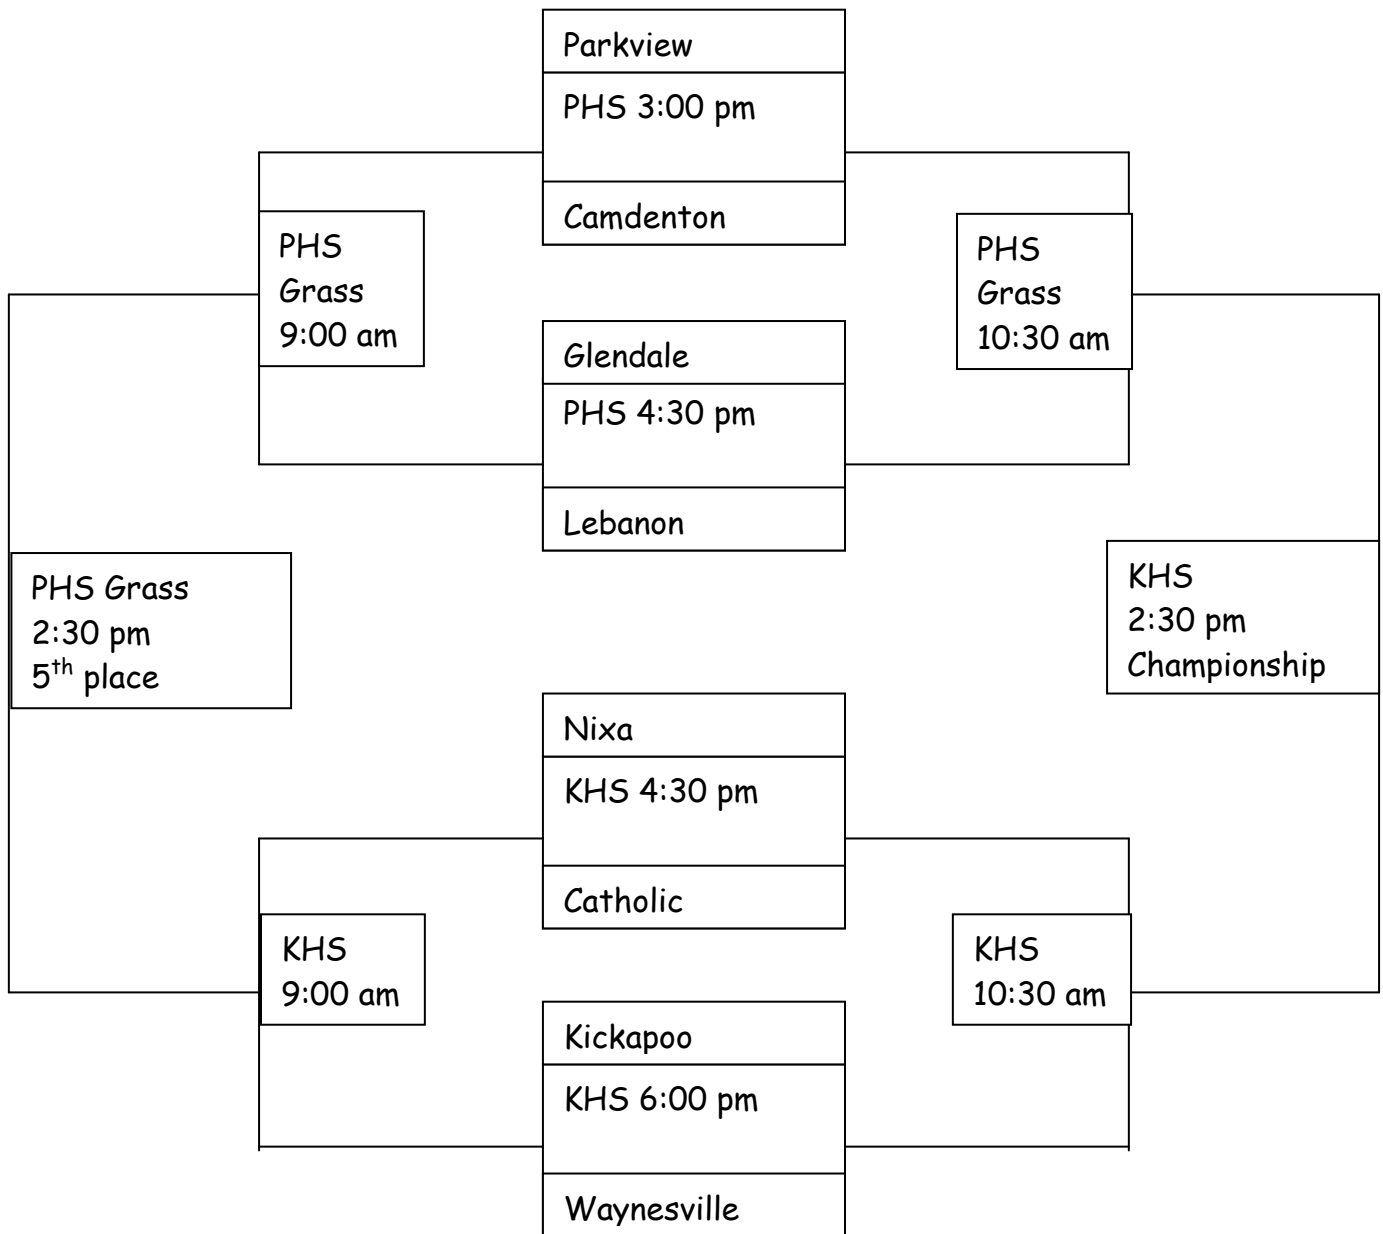 Parkview
PHS 3:00 pm
Camdenton
PHS
Grass
9:00 am
PHS
Grass
10:30 am
Glendale
PHS 4:30 pm
Lebanon
PHS Grass
2:30 pm
5th place
KHS
2:30 pm
Championship
Nixa
KHS 4:30 pm
Catholic
KHS
9:00 am
KHS
10:30 am
Kickapoo
KHS 6:00 pm
Waynesville